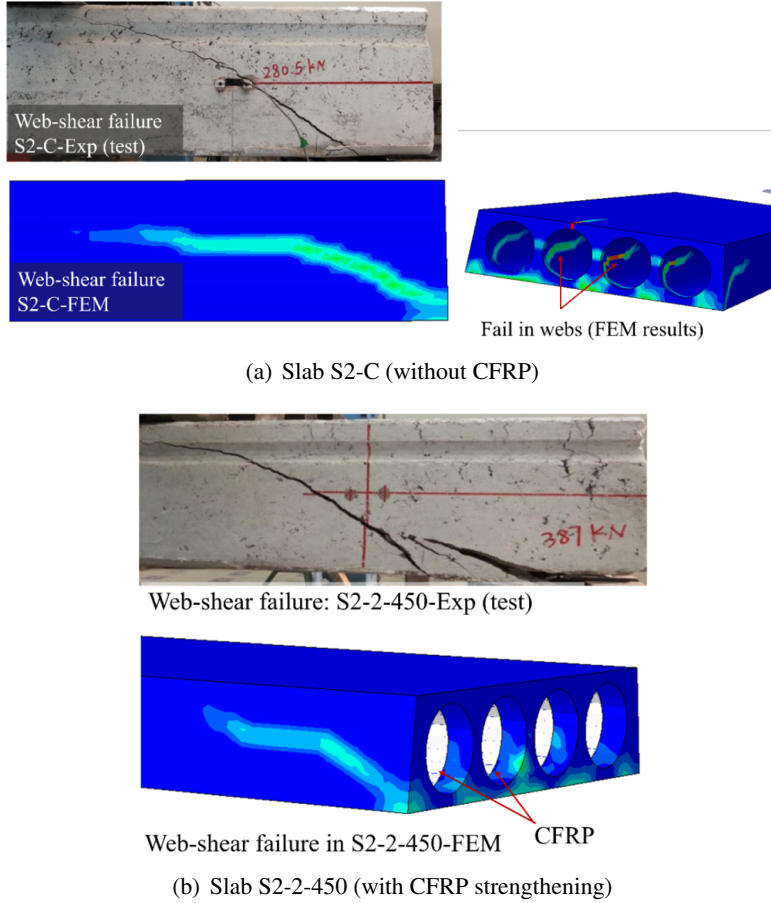 280.5 kN
Web-shear failure
S2-C-Exp (test)
Web-shear failure
S2-C-FEM
Fail in webs (FEM results)
(a) Slab S2-C (without CFRP)
387 KN
Web-shear failure: S2-2-450-Exp (test)
CFRP
Web-shear failure in S2-2-450-FEM
(b) Slab S2-2-450 (with CFRP strengthening)